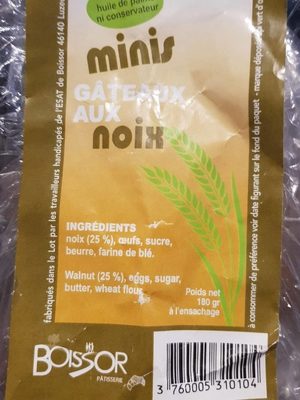 huile de palme
ni conservateur
minis
GÂTEAUX
AUX
noix
INGRÉDIENTS
noix (25 %), œufs, sucre,
beurre, farine de blé.
Walnut (25 %), eggs, sugar,
butter, wheat flour.
Poids net
180 gr
à l'ensachage
BOISSOR
PÂTISSERIE
3 760005 310104
fabriqués dans le Lot par les travailleurs handicapés de l'ESAT de Boissor 46140 Luzec
à consommer de préférence voir date figurant sur le fond du paquet - marque déposée